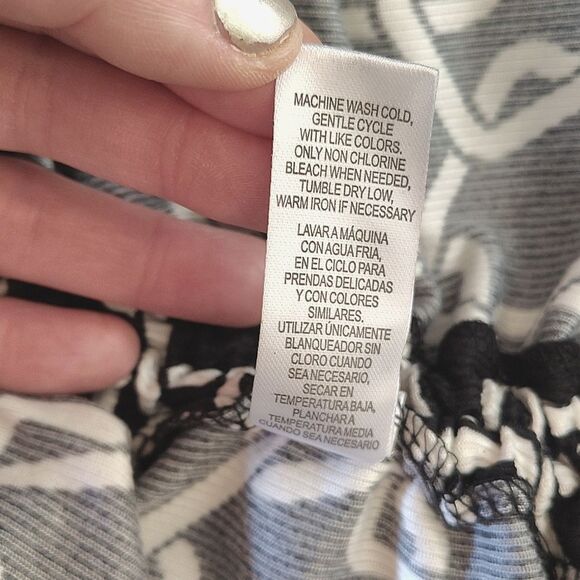 MACHINE WASH COLD,
GENTLE CYCLE
WITH LIKE COLORS.
ONLY NON CHLORINE
BLEACH WHEN NEEDED,
TUMBLE DRY LOW,
WARM IRON IF NECESSARY
LAVAR A MÁQUINA
CON AGUA FRIA,
EN EL CICLO PARA
PRENDAS DELICADAS
Y CON COLORES
SIMILARES.
UTILIZAR ÚNICAMENTE
BLANQUEADOR SIN
CLORO CUANDO
SEA NECESARIO,
SECAR EN
TEMPERATURA BAJA,
PLANCHAR A
TEMPERATURA MEDIA
CUANDO SEA NECESARIO